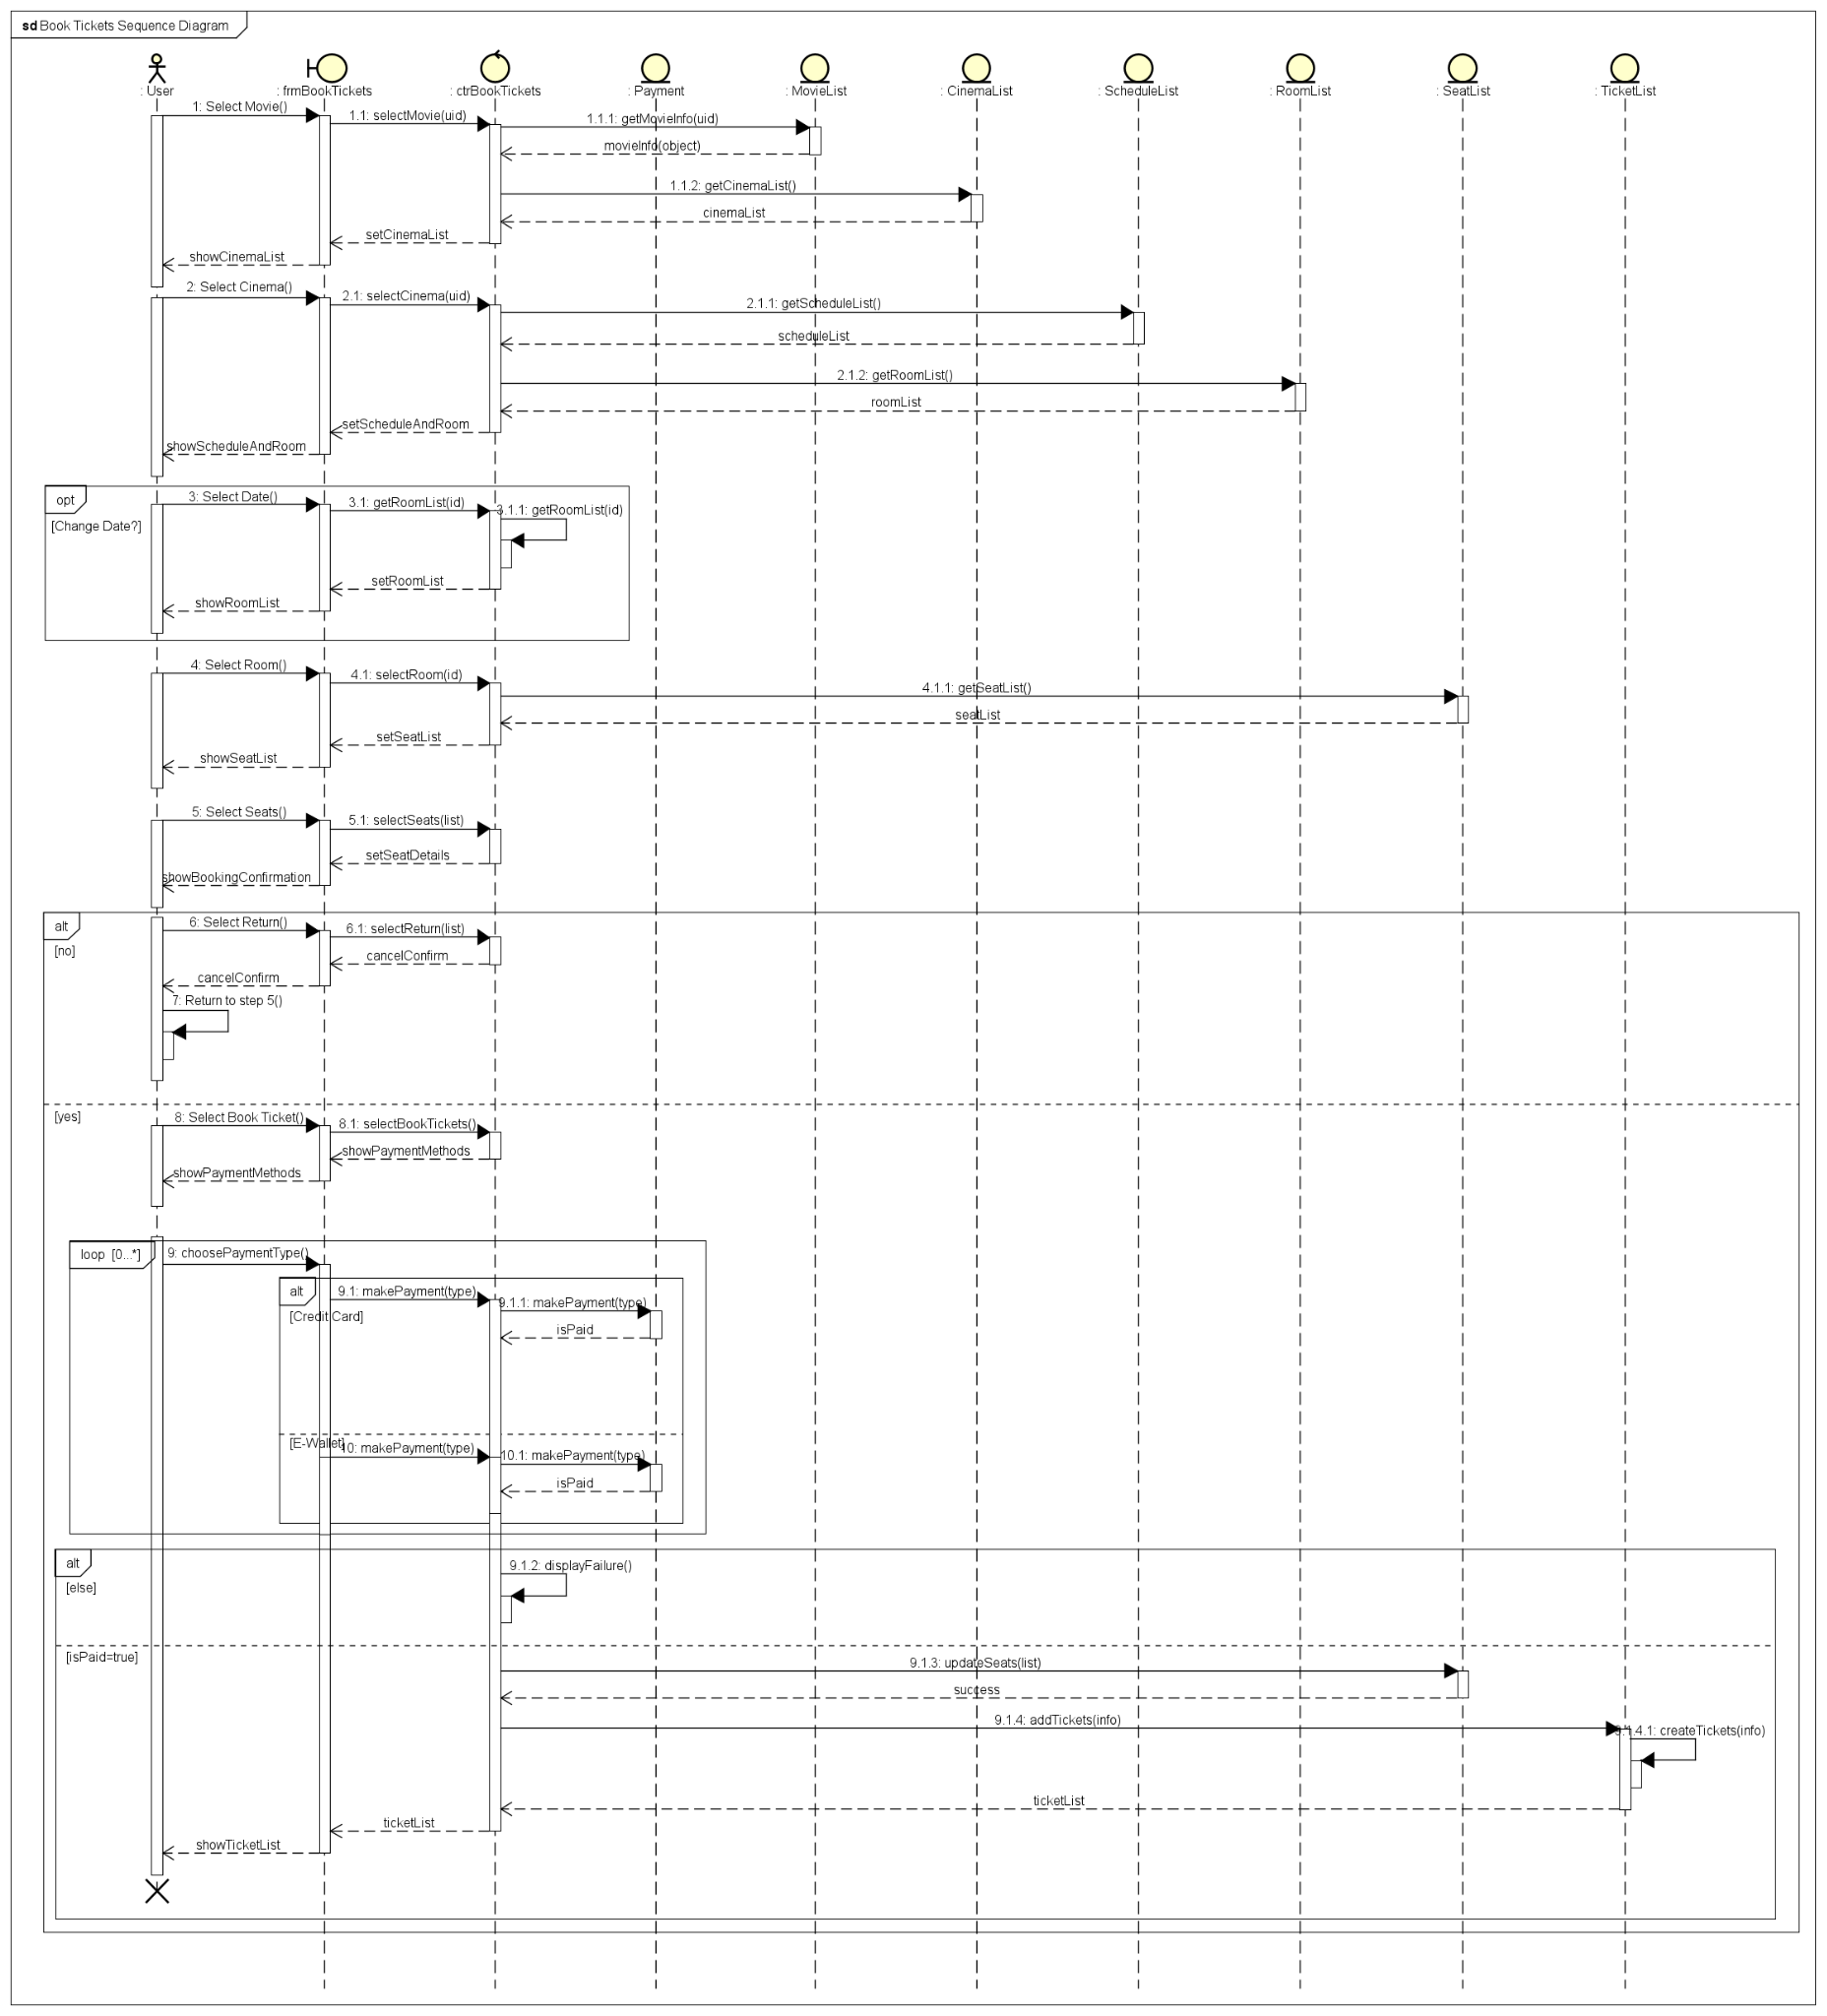 sd Book Tickets Sequence Diagram
: User
: frmBookTickets
: ctrBookTickets
: Payment
: MovieList
: CinemaList
: ScheduleList
: RoomList
: SeatList
: TicketList
1: Select Movie()
1.1: selectMovie(uid)
1.1.1: getMovieInfo(uid)
movieInfo(object)
1.1.2: getCinemaList()
cinemaList
setCinemaList
showCinemaList
2: Select Cinema()
2.1: selectCinema(uid)
2.1.1: getScheduleList()
scheduleList
2.1.2: getRoomList()
roomList
setScheduleAndRoom
showScheduleAndRoom
opt
[Change Date?]
3: Select Date()
3.1: getRoomList(id)
3.1.1: getRoomList(id)
setRoomList
showRoomList
4: Select Room()
4.1: selectRoom(id)
4.1.1: getSeatList()
seatList
setSeatList
showSeatList
5: Select Seats()
5.1: selectSeats(list)
setSeatDetails
showBookingConfirmation
alt
[no]
6: Select Return()
6.1: selectReturn(list)
cancelConfirm
cancelConfirm
7: Return to step 5()
[yes]
8: Select Book Ticket()
8.1: selectBookTickets()
showPaymentMethods
showPaymentMethods
loop [0...*]
9: choosePaymentType()
alt
[Credit Card]
9.1: makePayment(type)
9.1.1: makePayment(type)
isPaid
[E-Wallet]
10: makePayment(type)
10.1: makePayment(type)
isPaid
alt
[else]
9.1.2: displayFailure()
[isPaid=true]
9.1.3: updateSeats(list)
success
9.1.4: addTickets(info)
9.1.4.1: createTickets(info)
ticketList
ticketList
showTicketList